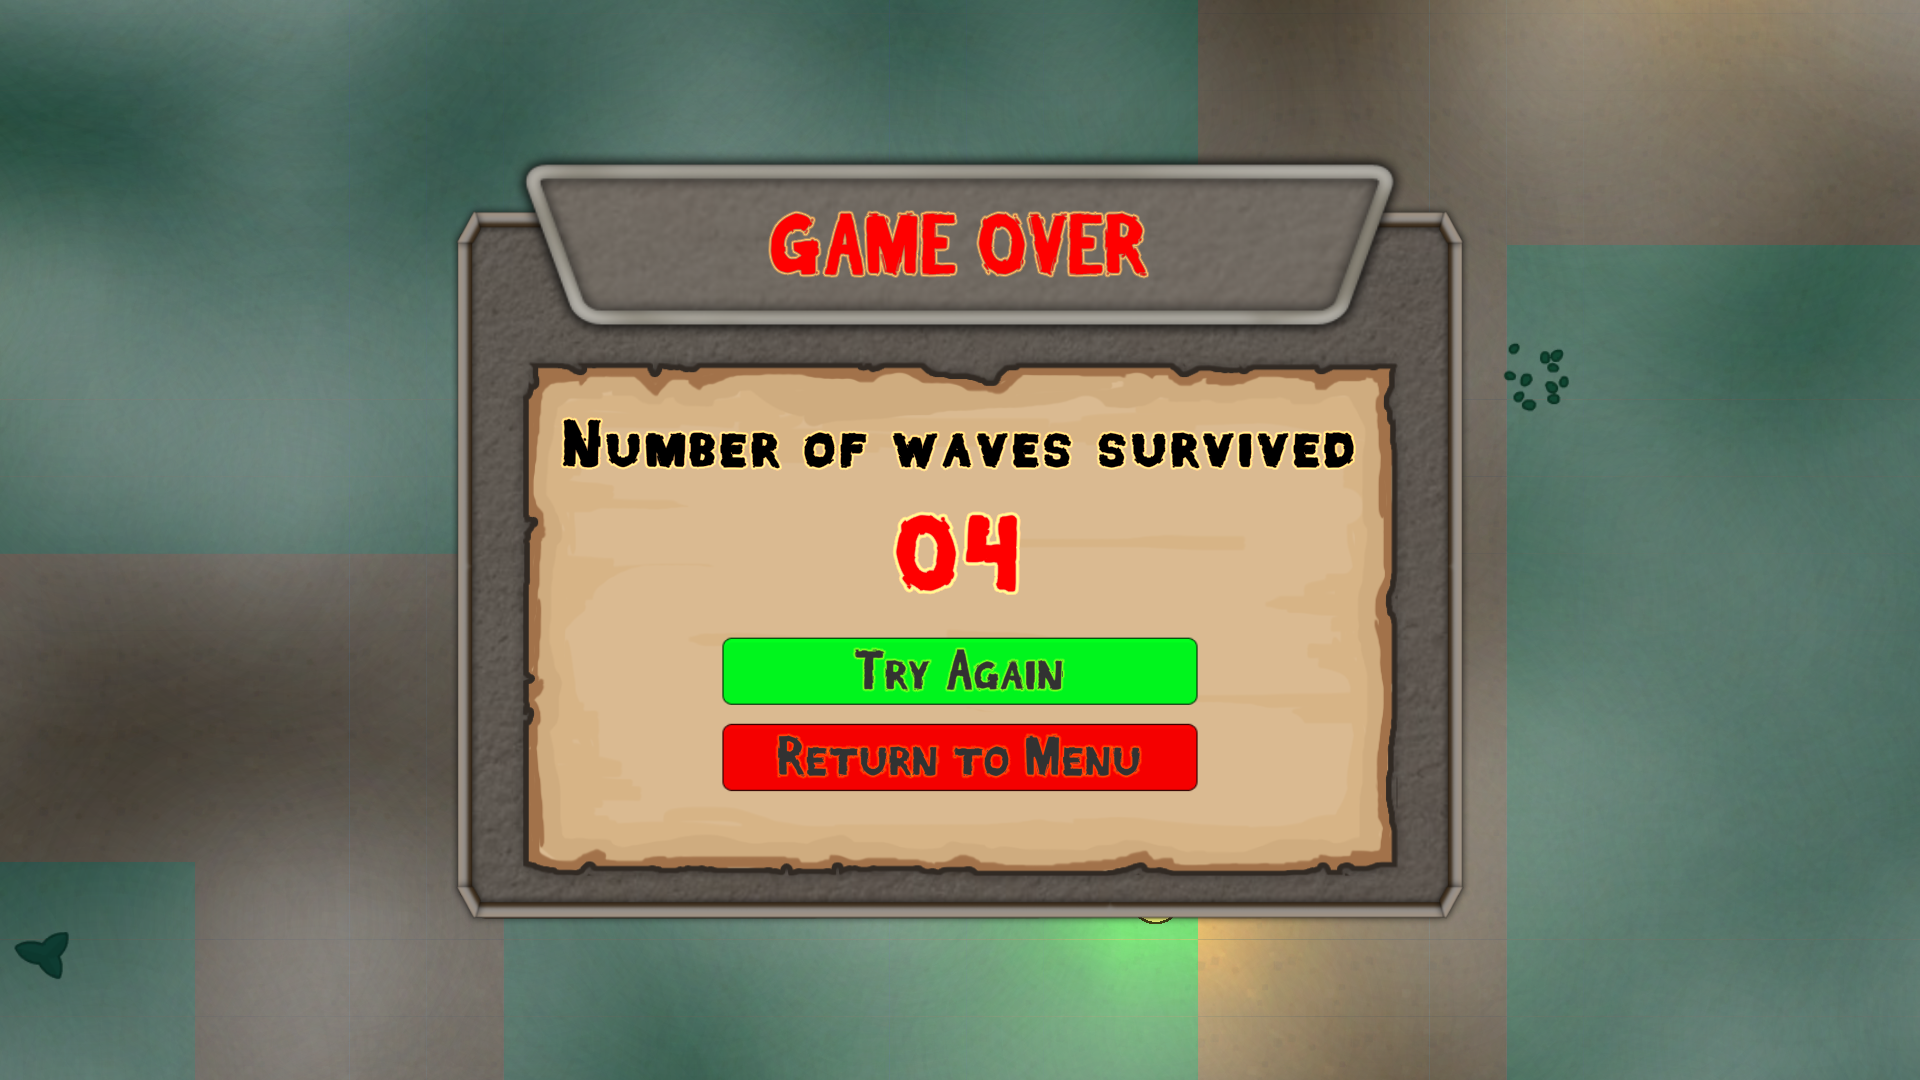 GAME OVER
NUMBER OF WAVES SURVIVED
04
TRY AGAIN
RETURN TO MENU